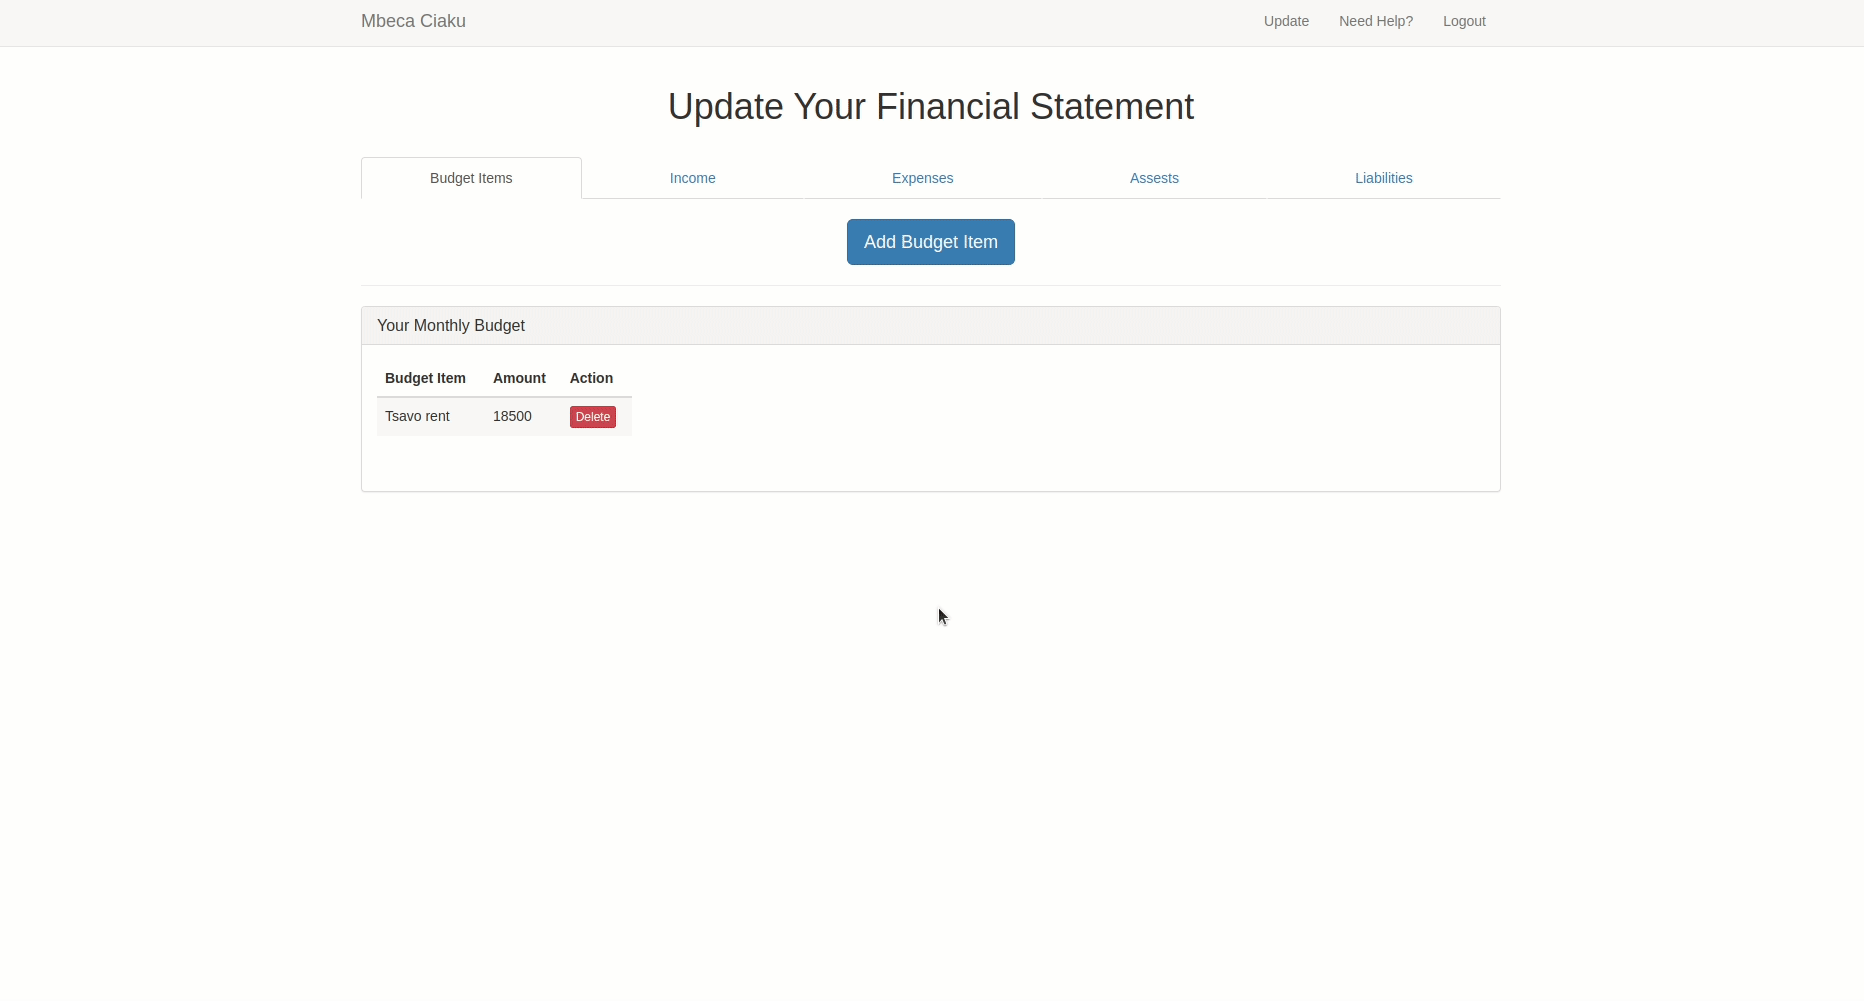 Mbeca Ciaku Update Need Help? Logout
Update Your Financial Statement
Budget Items Income Expenses Assests Liabilities
Add Budget Item
Your Monthly Budget
Budget Item Amount Action
Tsavo rent 18500 Delete